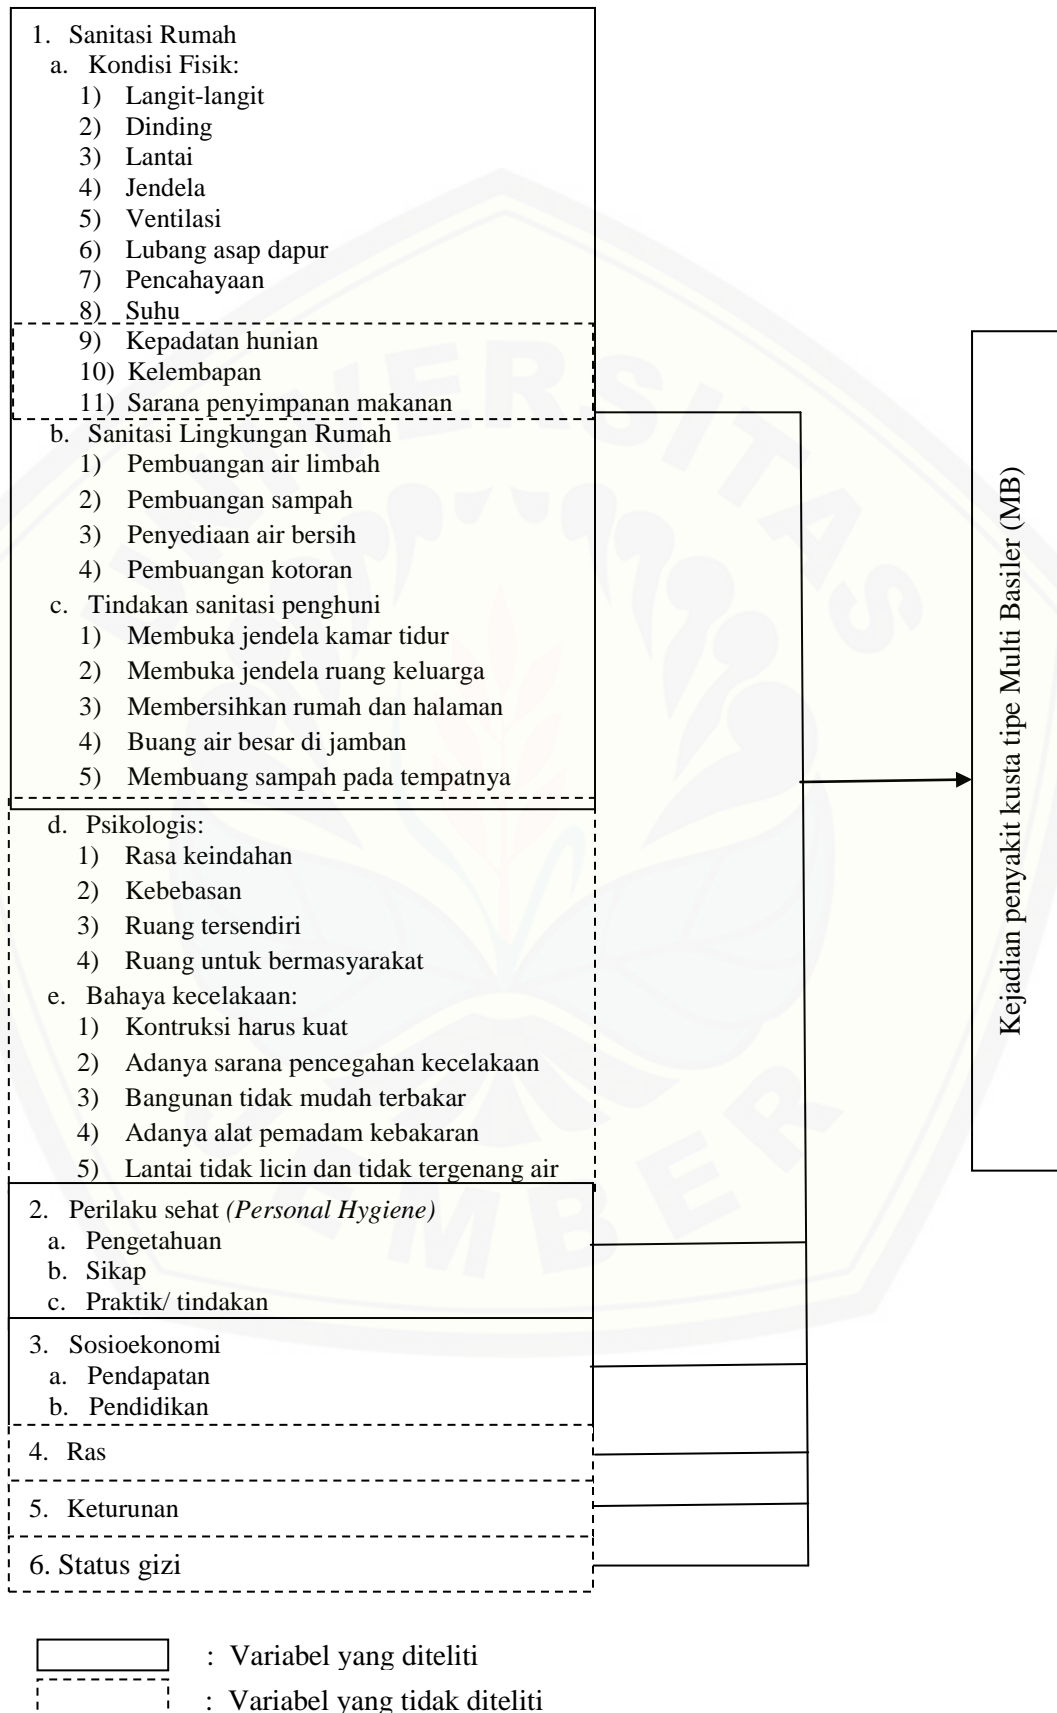 1. Sanitasi Rumah
a. Kondisi Fisik:
1) Langit-langit
2) Dinding
3) Lantai
4) Jendela
5) Ventilasi
6) Lubang asap dapur
7) Pencahayaan
8) Suhu
9) Kepadatan hunian
10) Kelembapan
11) Sarana penyimpanan makanan
b. Sanitasi Lingkungan Rumah
1) Pembuangan air limbah
2) Pembuangan sampah
3) Penyediaan air bersih
4) Pembuangan kotoran
c. Tindakan sanitasi penghuni
1) Membuka jendela kamar tidur
2) Membuka jendela ruang keluarga
3) Membersihkan rumah dan halaman
4) Buang air besar di jamban
5) Membuang sampah pada tempatnya
d. Psikologis:
1) Rasa keindahan
2) Kebebasan
3) Ruang tersendiri
4) Ruang untuk bermasyarakat
e. Bahaya kecelakaan:
1) Kontruksi harus kuat
2) Adanya sarana pencegahan kecelakaan
3) Bangunan tidak mudah terbakar
4) Adanya alat pemadam kebakaran
5) Lantai tidak licin dan tidak tergenang air
2. Perilaku sehat (Personal Hygiene)
a. Pengetahuan
b. Sikap
c. Praktik/ tindakan
3. Sosioekonomi
a. Pendapatan
b. Pendidikan
4. Ras
5. Keturunan
6. Status gizi
Kejadian penyakit kusta tipe Multi Basiler (MB)
: Variabel yang diteliti
: Variabel yang tidak diteliti
UNIVERSITAS
JEMBER